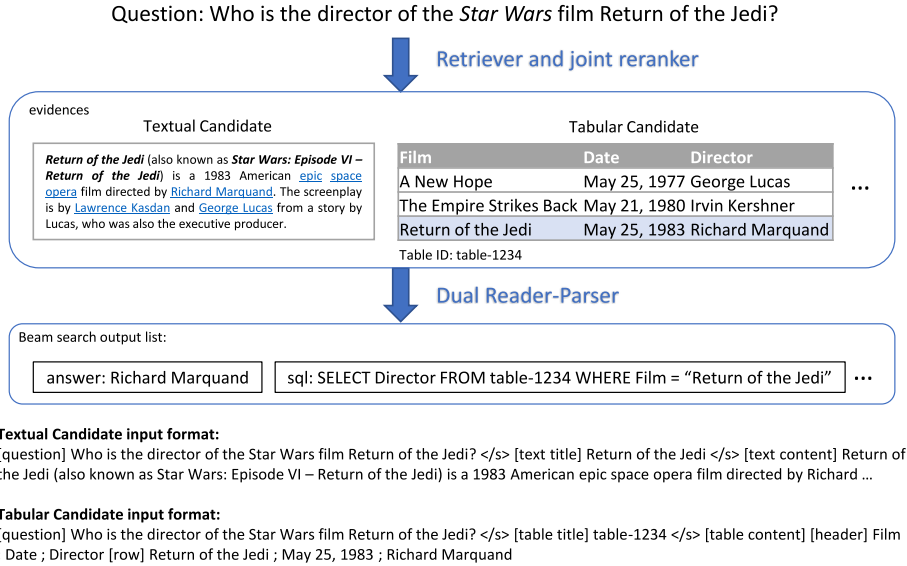 Question: Who is the director of the Star Wars film Return of the Jedi?
Retriever and joint reranker
evidences
Textual Candidate
Return of the Jedi (also known as Star Wars: Episode VI –
Return of the Jedi) is a 1983 American epic space
opera film directed by Richard Marquand. The screenplay
is by Lawrence Kasdan and George Lucas from a story by
Lucas, who was also the executive producer.
Tabular Candidate
Film Date Director
A New Hope May 25, 1977 George Lucas
The Empire Strikes Back May 21, 1980 Irvin Kershner
Return of the Jedi May 25, 1983 Richard Marquand
Table ID: table-1234
...
Dual Reader-Parser
Beam search output list:
answer: Richard Marquand
sql: SELECT Director FROM table-1234 WHERE Film = “Return of the Jedi”
...
Textual Candidate input format:
[question] Who is the director of the Star Wars film Return of the Jedi? </s> [text title] Return of the Jedi </s> [text content] Return of
the Jedi (also known as Star Wars: Episode VI – Return of the Jedi) is a 1983 American epic space opera film directed by Richard ...
Tabular Candidate input format:
[question] Who is the director of the Star Wars film Return of the Jedi? </s> [table title] table-1234 </s> [table content] [header] Film
; Date ; Director [row] Return of the Jedi ; May 25, 1983 ; Richard Marquand